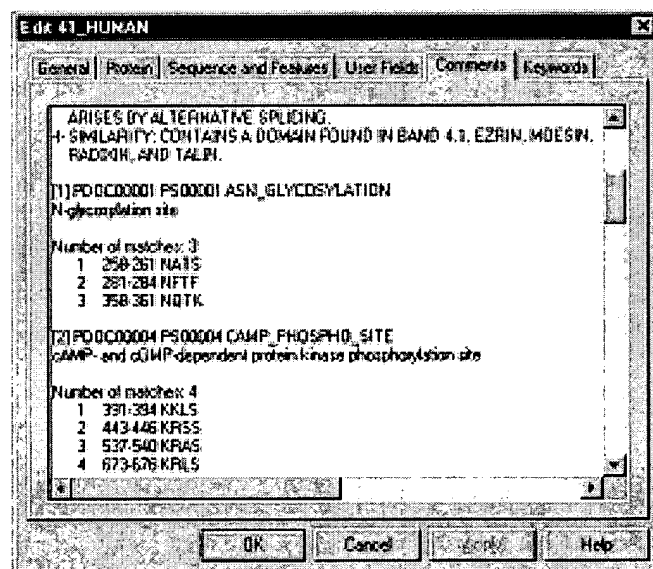 Edit 41_HUMAN
General Protein Sequence and Features User Fields Comments Keywords
ARISES BY ALTERNATIVE SPLICING.
-!- SIMILARITY: CONTAINS A DOMAIN FOUND IN BAND 4.1, EZRIN, MOESIN,
RADIXIN, AND TALIN.
[1] PDOC00001 PS00001 ASN_GLYCOSYLATION
N-glycosylation site
Number of matches: 3
1 258-261 NATS
2 281-284 NFTF
3 358-361 NQTK
[2] PDOC00004 PS00004 CAMP_PHOSPHO_SITE
cAMP- and cGMP-dependent protein kinase phosphorylation site
Number of matches: 4
1 391-394 KKLS
2 443-446 KRSS
3 537-540 KRAS
4 673-676 KRLS
OK Cancel Apply Help